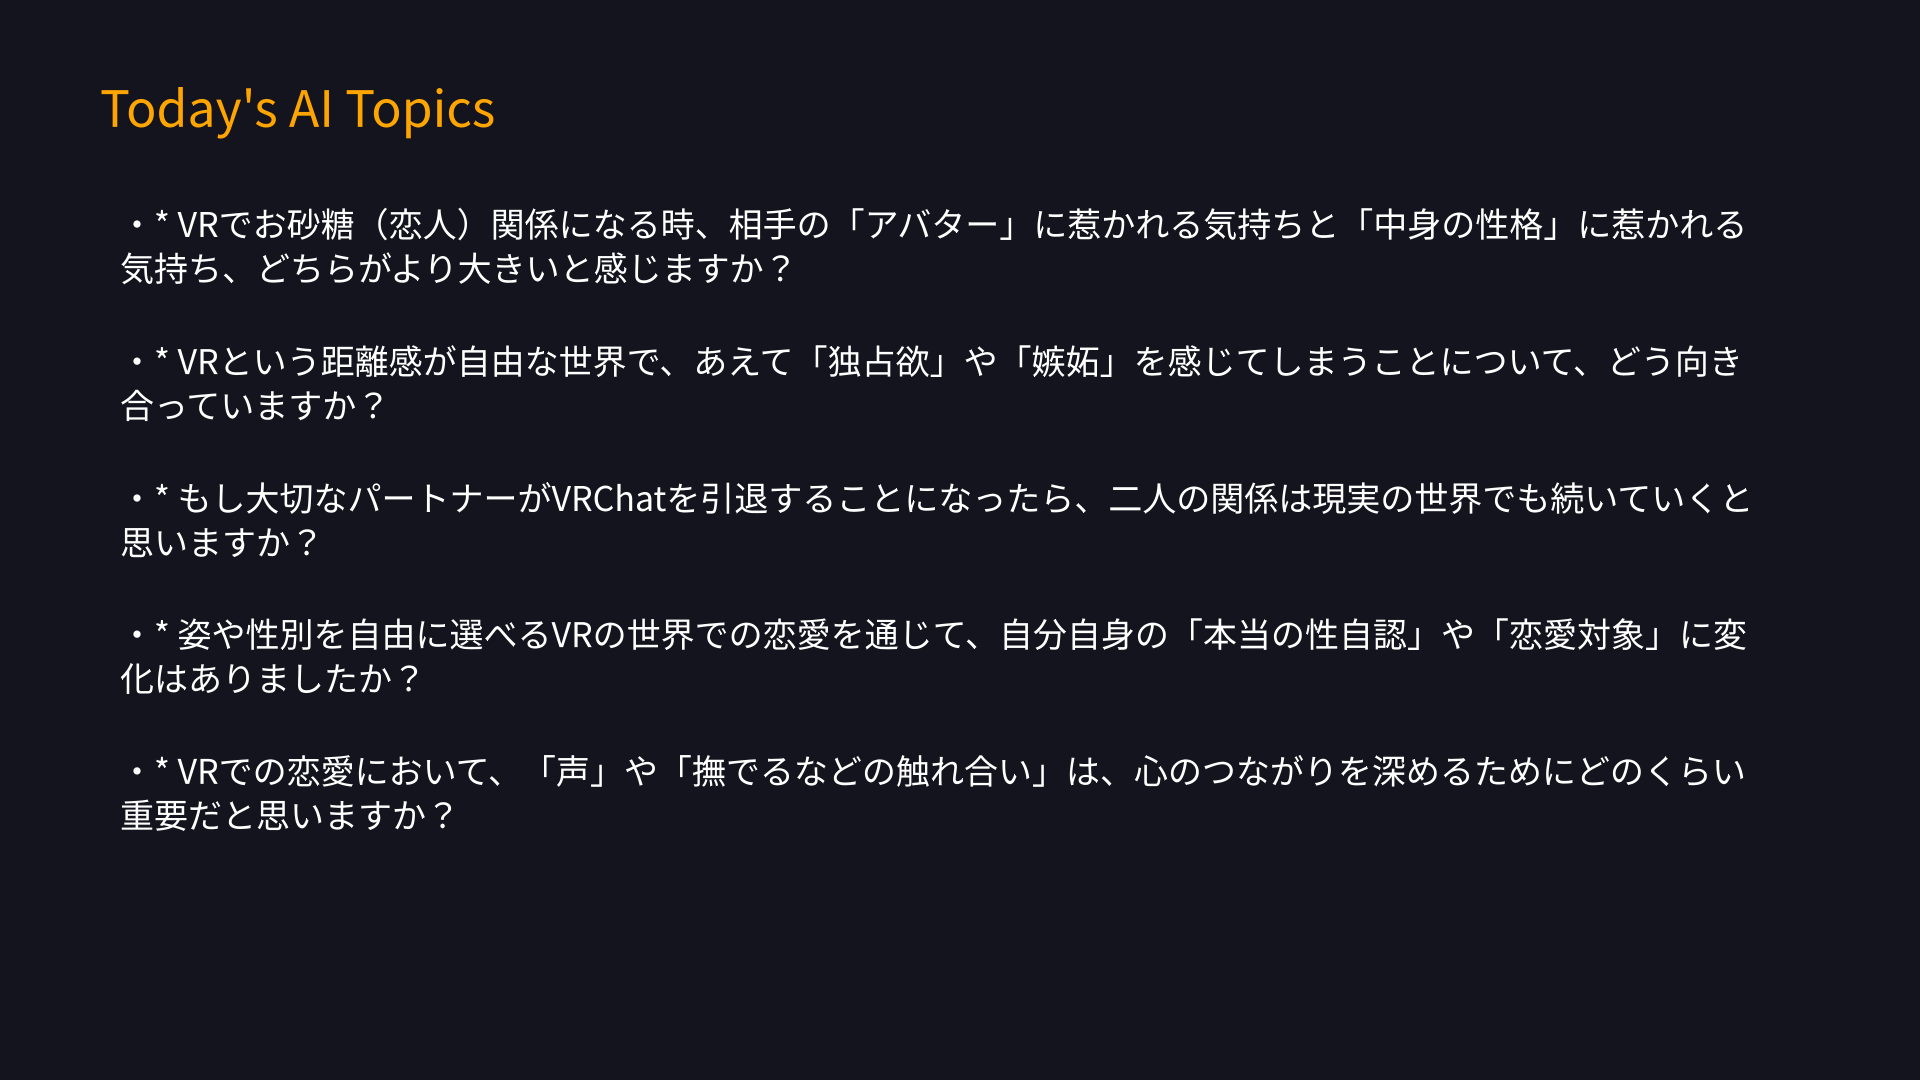 Today's AI Topics
・* VRでお砂糖（恋人）関係になる時、相手の「アバター」に惹かれる気持ちと「中身の性格」に惹かれる
気持ち、どちらがより大きいと感じますか？
・* VRという距離感が自由な世界で、あえて「独占欲」や「嫉妬」を感じてしまうことについて、どう向き
合っていますか？
・* もし大切なパートナーがVRChatを引退することになったら、二人の関係は現実の世界でも続いていくと
思いますか？
・* 姿や性別を自由に選べるVRの世界での恋愛を通じて、自分自身の「本当の性自認」や「恋愛対象」に変
化はありましたか？
・* VRでの恋愛において、「声」や「撫でるなどの触れ合い」は、心のつながりを深めるためにどのくらい
重要だと思いますか？